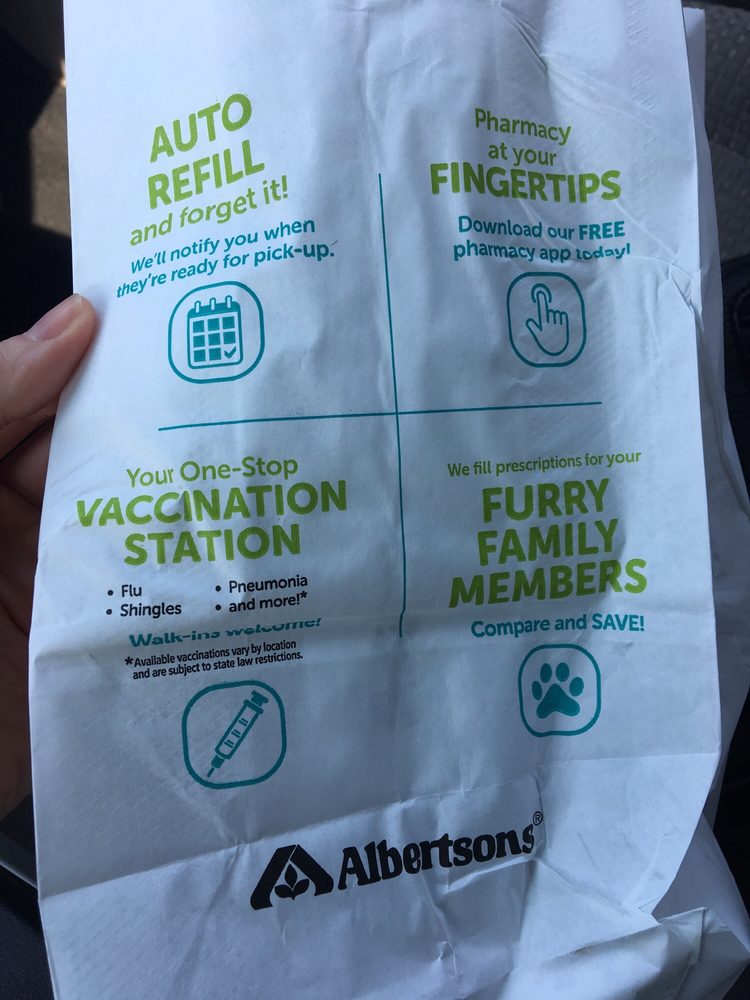 AUTO
REFILL
and forget it!
We'll notify you when
they're ready for pick-up.
Pharmacy
at your
FINGERTIPS
Download our FREE
pharmacy app today!
Your One-Stop
VACCINATION
STATION
• Flu
• Shingles
• Pneumonia
• and more!*
Walk-ins welcome!
*Available vaccinations vary by location
and are subject to state law restrictions.
We fill prescriptions for your
FURRY
FAMILY
MEMBERS
Compare and SAVE!
Albertsons®